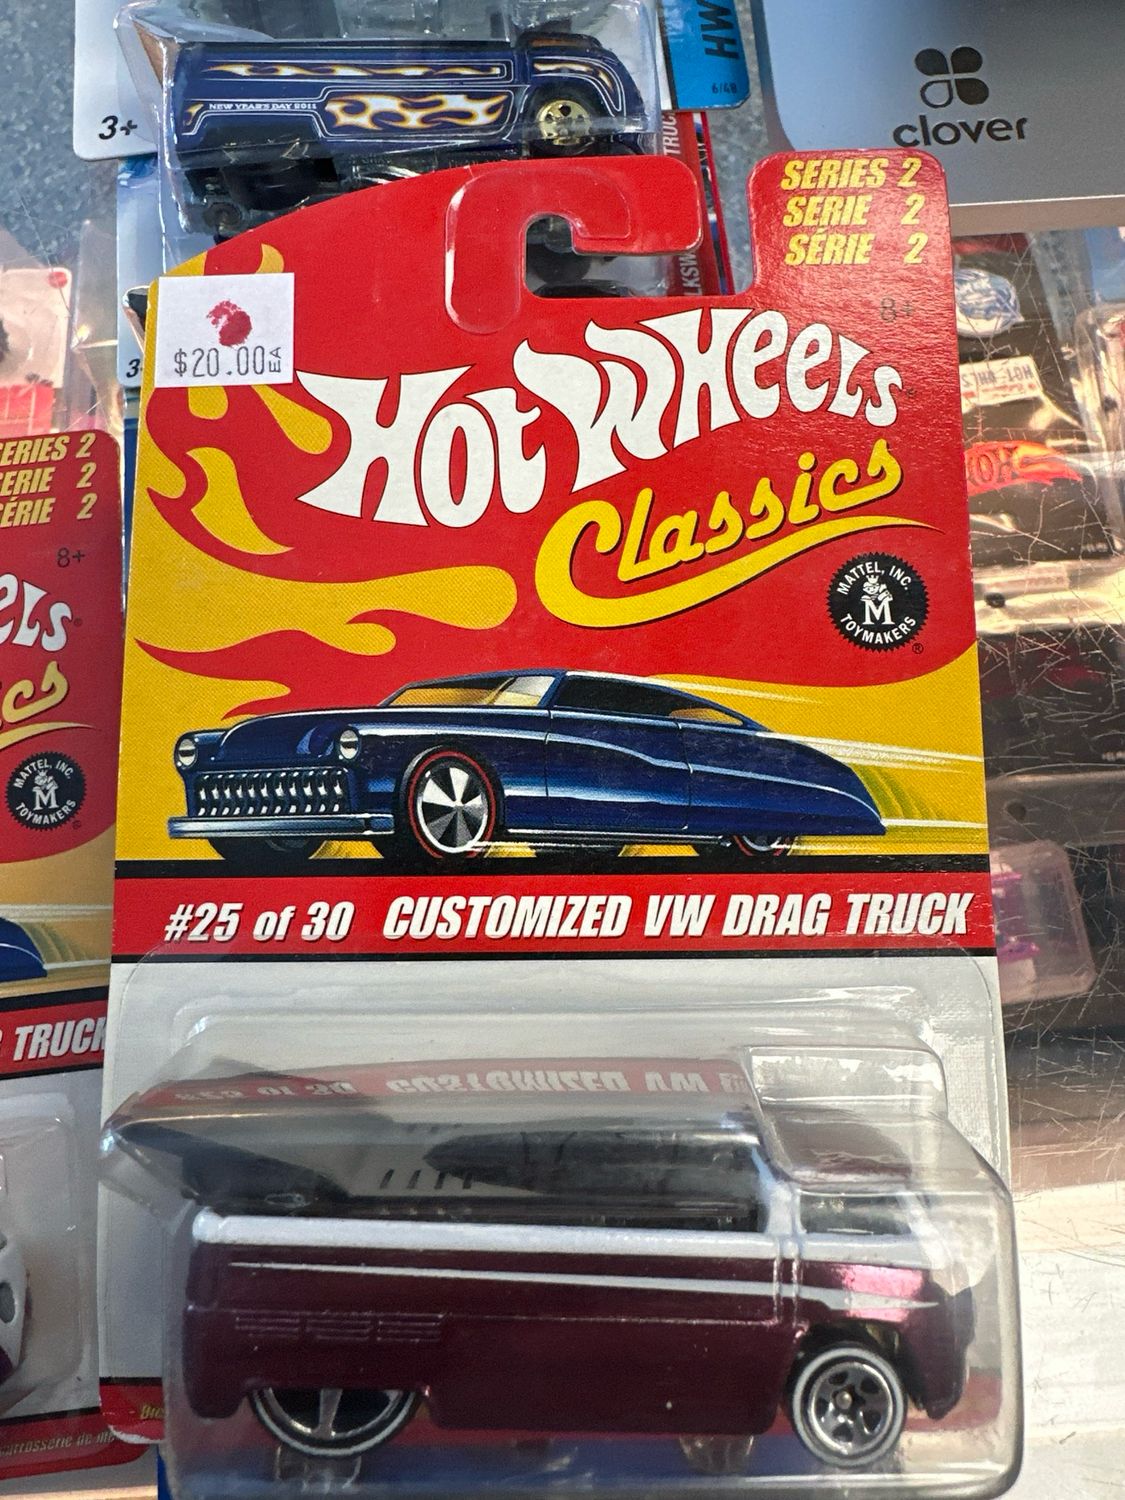 HW
6/48
NEW YEAR'S DAY 2011
3+
clover
SERIES 2
SERIE 2
SÉRIE 2
8+
$20.00 EA
HOT WHEELS
Classics
MATTEL, INC.
M
TOYMAKERS
®
#25 of 30 CUSTOMIZED VW DRAG TRUCK
SERIES 2
SERIE 2
SÉRIE 2
8+
MATTEL, INC.
M
TOYMAKERS
TRUCK